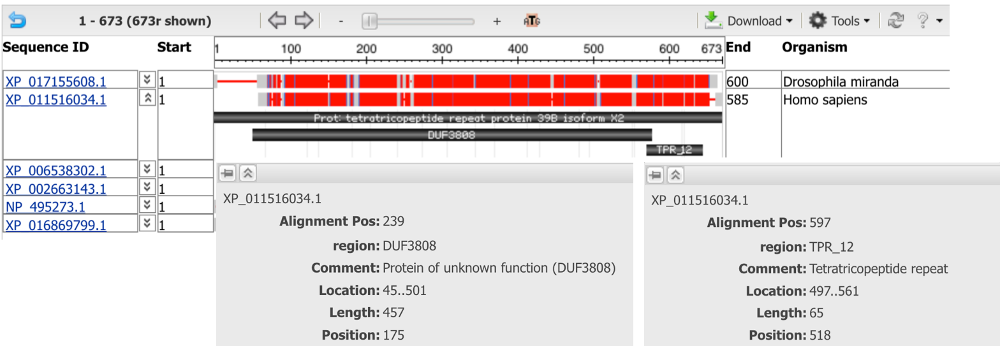 1 - 673 (673r shown) - + ATG Download Tools ?
Sequence ID Start 1 100 200 300 400 500 600 673 End Organism
XP_017155608.1 1 600 Drosophila miranda
XP_011516034.1 1 585 Homo sapiens
Prot: tetratricopeptide repeat protein 39B isoform X2
DUF3808
TPR_12
XP_006538302.1 1
XP_002663143.1 1
NP_495273.1 1
XP_016869799.1 1
XP_011516034.1
Alignment Pos: 239
region: DUF3808
Comment: Protein of unknown function (DUF3808)
Location: 45..501
Length: 457
Position: 175
XP_011516034.1
Alignment Pos: 597
region: TPR_12
Comment: Tetratricopeptide repeat
Location: 497..561
Length: 65
Position: 518